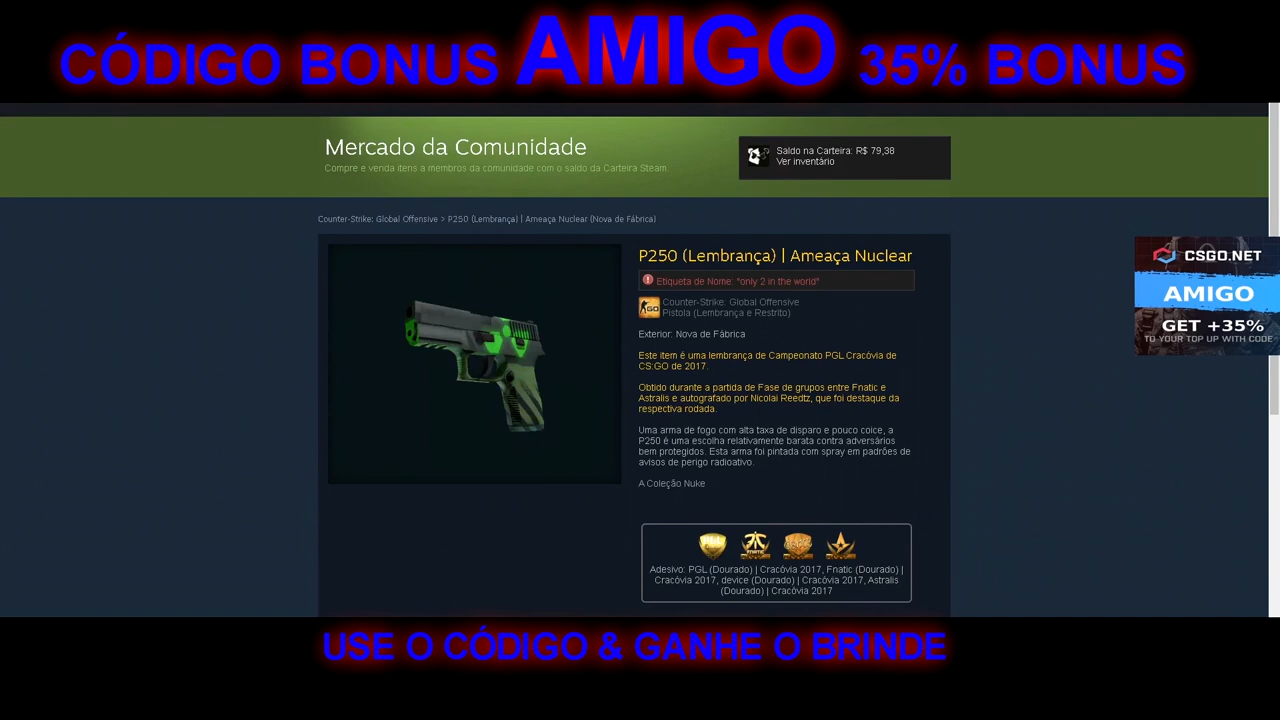 CÓDIGO BONUS AMIGO 35% BONUS
Mercado da Comunidade
Compre e venda itens a membros da comunidade com o saldo da Carteira Steam.
Saldo na Carteira: R$ 79,38
Ver inventário
Counter-Strike: Global Offensive > P250 (Lembrança) | Ameaça Nuclear (Nova de Fábrica)
P250 (Lembrança) | Ameaça Nuclear
Etiqueta de Nome: "only 2 in the world"
GO
Counter-Strike: Global Offensive
Pistola (Lembrança e Restrito)
Exterior: Nova de Fábrica
Este item é uma lembrança de Campeonato PGL Cracóvia de
CS:GO de 2017.
Obtido durante a partida de Fase de grupos entre Fnatic e
Astralis e autografado por Nicolai Reedtz, que foi destaque da
respectiva rodada.
Uma arma de fogo com alta taxa de disparo e pouco coice, a
P250 é uma escolha relativamente barata contra adversários
bem protegidos. Esta arma foi pintada com spray em padrões de
avisos de perigo radioativo.
A Coleção Nuke
FNATIC
Adesivo: PGL (Dourado) | Cracóvia 2017, Fnatic (Dourado) |
Cracóvia 2017, device (Dourado) | Cracóvia 2017, Astralis
(Dourado) | Cracóvia 2017
CSGO.NET
AMIGO
GET +35%
TO YOUR TOP UP WITH CODE
USE O CÓDIGO & GANHE O BRINDE